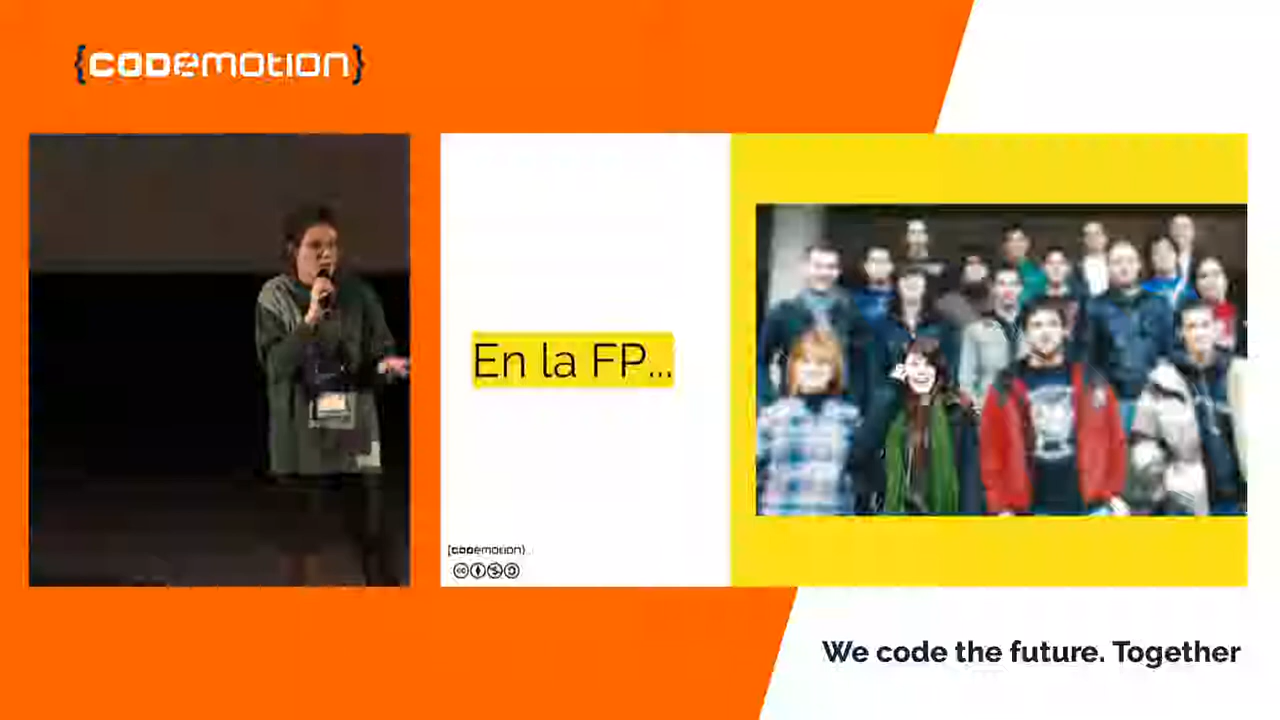 {codemotion}
En la FP...
{codemotion}
We code the future. Together